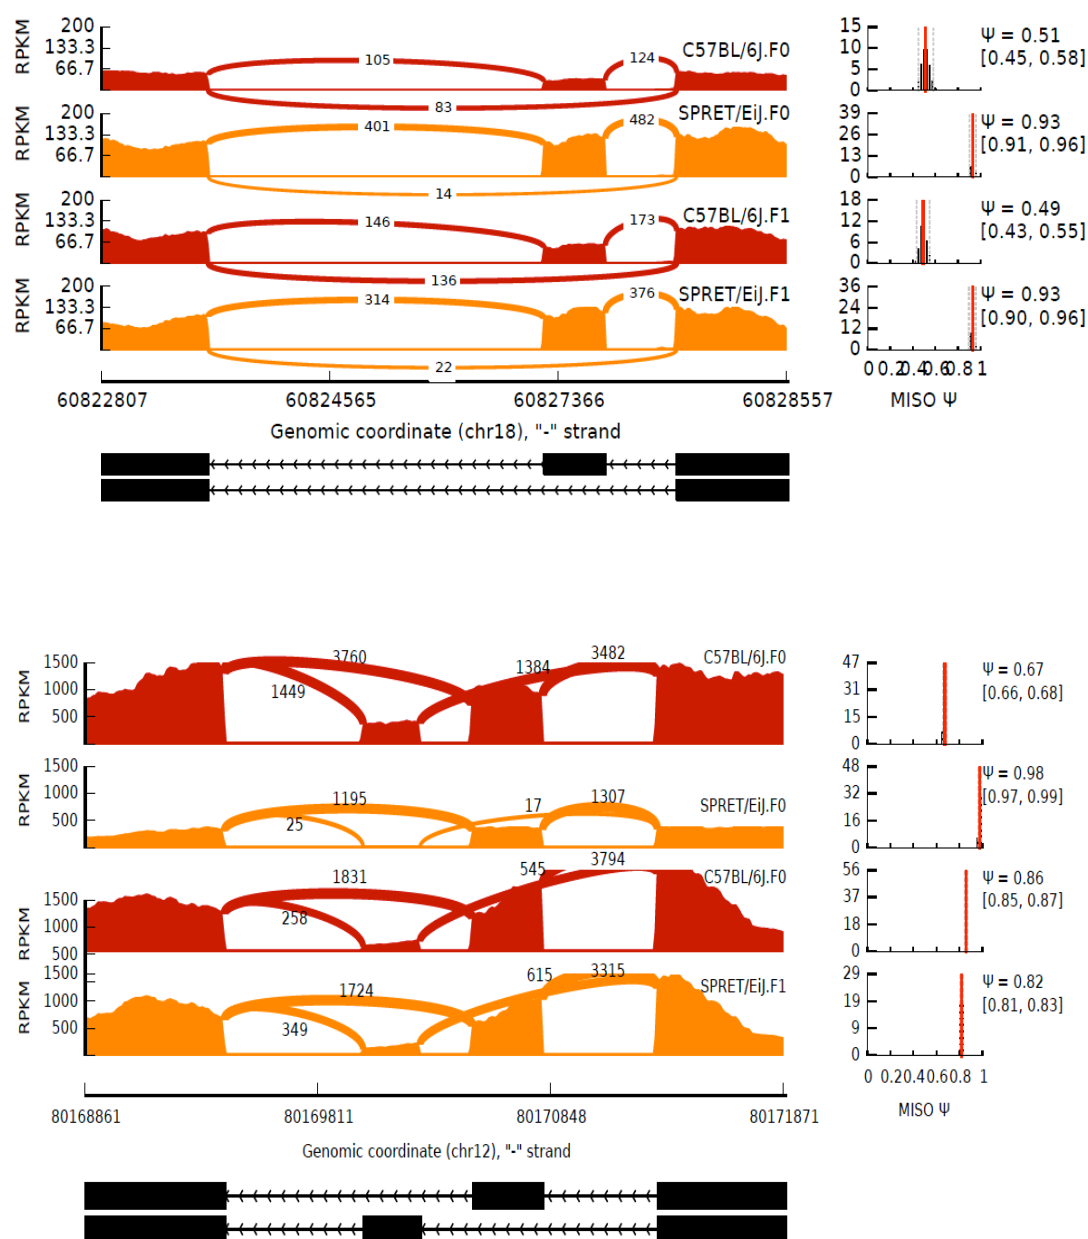 RPKM
200
133.3
66.7
105
124
83
C57BL/6J.F0
15
10
5
0
Ψ = 0.51
[0.45, 0.58]
RPKM
200
133.3
66.7
401
482
14
SPRET/EiJ.F0
39
26
13
0
Ψ = 0.93
[0.91, 0.96]
RPKM
200
133.3
66.7
146
173
136
C57BL/6J.F1
18
12
6
0
Ψ = 0.49
[0.43, 0.55]
RPKM
200
133.3
66.7
314
376
22
SPRET/EiJ.F1
36
24
12
0
Ψ = 0.93
[0.90, 0.96]
0 0.2 0.4 0.6 0.8 1
MISO Ψ
60822807 60824565 60827366 60828557
Genomic coordinate (chr18), "-" strand
RPKM
1500
1000
500
3760
1449
1384
3482
C57BL/6J.F0
47
31
15
0
Ψ = 0.67
[0.66, 0.68]
RPKM
1500
1000
500
1195
25
17
1307
SPRET/EiJ.F0
48
32
16
0
Ψ = 0.98
[0.97, 0.99]
RPKM
1500
1000
500
1831
258
545
3794
C57BL/6J.F0
56
37
18
0
Ψ = 0.86
[0.85, 0.87]
RPKM
1500
1000
500
1724
349
615
3315
SPRET/EiJ.F1
29
19
9
0
Ψ = 0.82
[0.81, 0.83]
0 0.2 0.4 0.6 0.8 1
MISO Ψ
80168861 80169811 80170848 80171871
Genomic coordinate (chr12), "-" strand